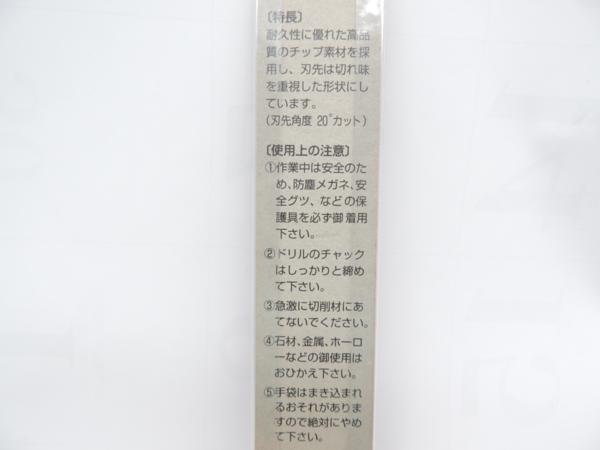 〔特長〕
耐久性に優れた高品
質のチップ素材を採
用し、刃先は切れ味
を重視した形状にし
ています。
(刃先角度 20°カット)
〔使用上の注意〕
①作業中は安全のた
め、防塵メガネ、安
全グツ、などの保
護具を必ず御着用
下さい。
②ドリルのチャック
はしっかりと締め
て下さい。
③急激に切削材にあ
てないでください。
④石材、金属、ホーロ
ーなどの御使用は
おひかえ下さい。
⑤手袋はまき込まれ
るおそれがありま
すので絶対にやめ
て下さい。